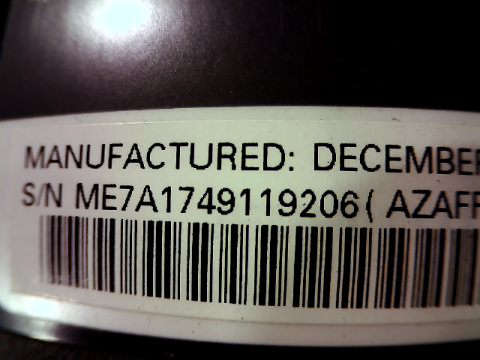 MANUFACTURED: DECEMBER
S/N ME7A1749119206( AZAFF